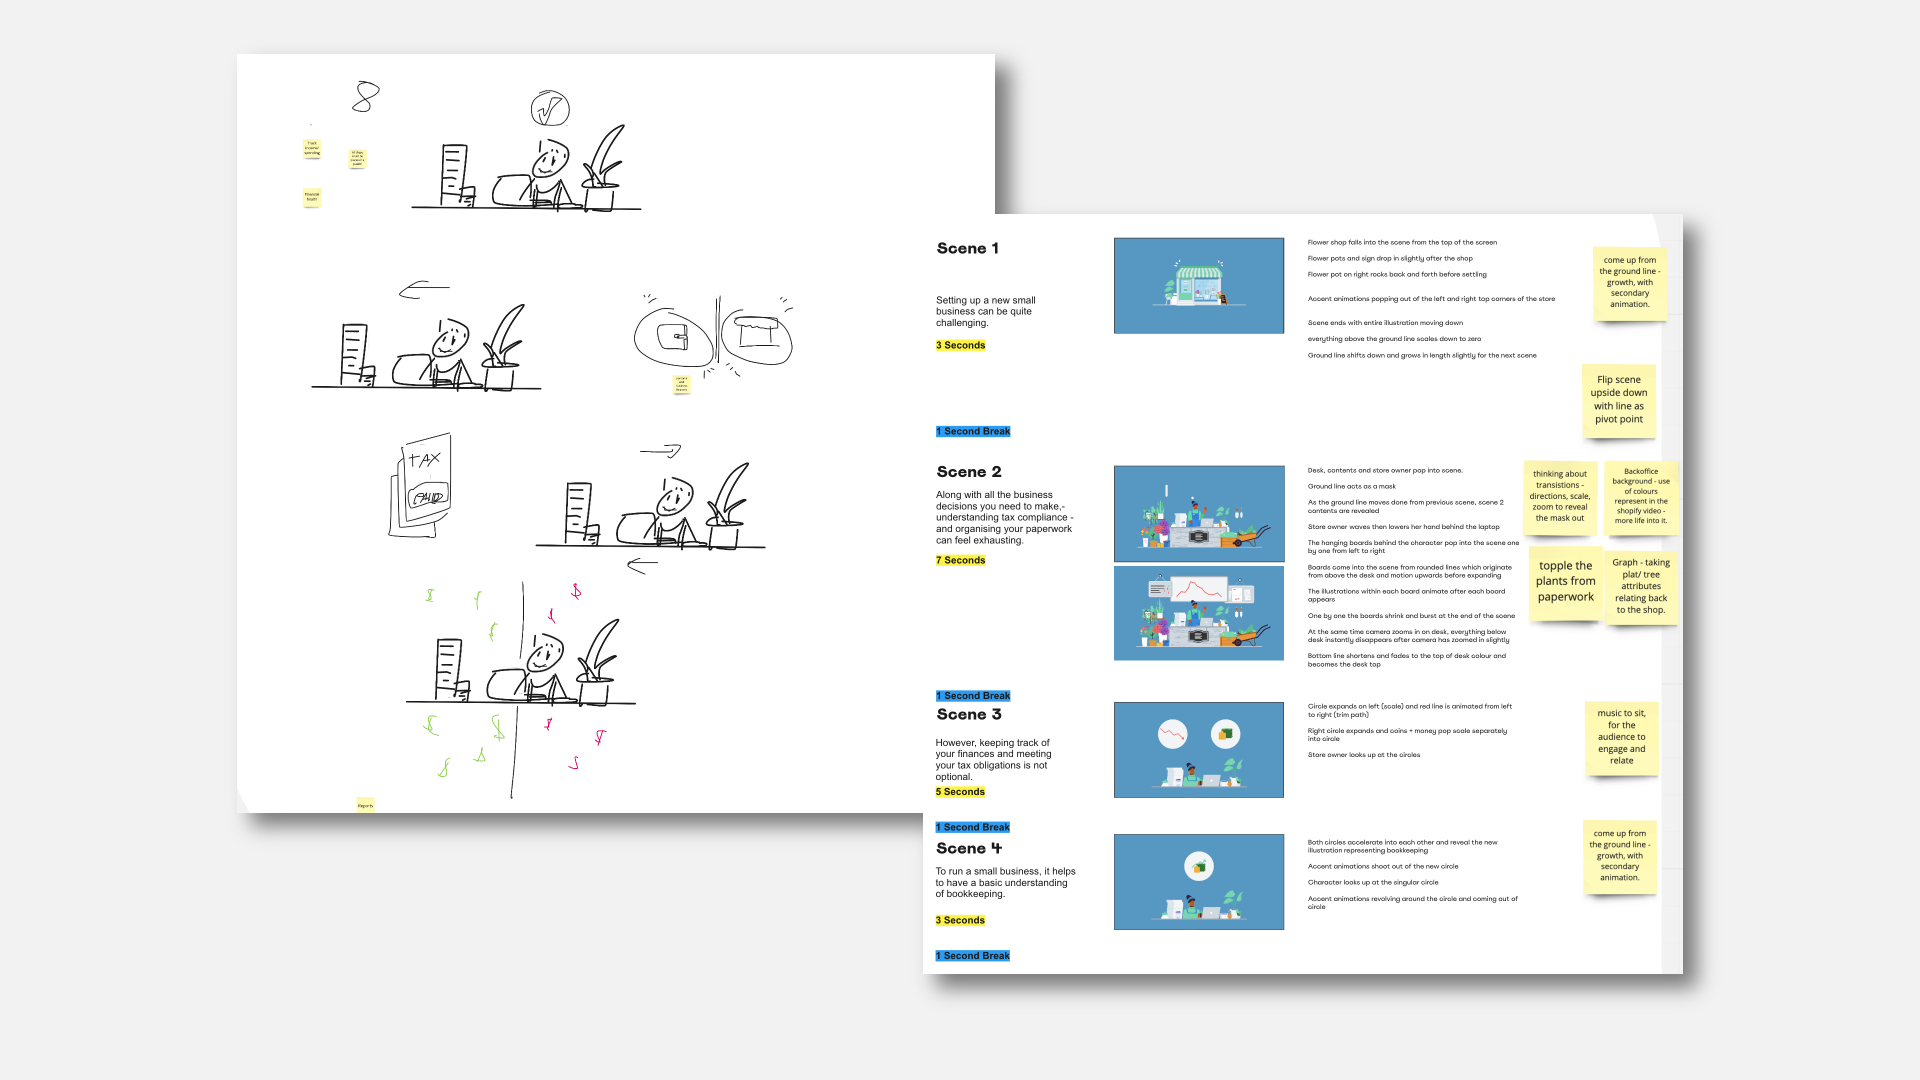 8
Track
income/
spending
Financial
health
TAX
PAID
Reports
Scene 1
Setting up a new small
business can be quite
challenging.
3 Seconds
1 Second Break
Flower shop falls into the scene from the top of the screen
Flower pots and sign drop in slightly after the shop
Flower pot on right rocks back and forth before settling
Accent animations popping out of the left and right top corners of the store
Scene ends with entire illustration moving down
everything above the ground line scales down to zero
Ground line shifts down and grows in length slightly for the next scene
come up from
the ground line -
growth, with
secondary
animation.
Flip scene
upside down
with line as
pivot point
Scene 2
Along with all the business
decisions you need to make,-
understanding tax compliance -
and organising your paperwork
can feel exhausting.
7 Seconds
Desk, contents and store owner pop into scene.
Ground line acts as a mask
As the ground line moves done from previous scene, scene 2
contents are revealed
Store owner waves then lowers her hand behind the laptop
The hanging boards behind the character pop into the scene one
by one from left to right
Boards come into the scene from rounded lines which originate
from above the desk and motion upwards before expanding
The illustrations within each board animate after each board
appears
One by one the boards shrink and burst at the end of the scene
At the same time camera zooms in on desk, everything below
desk instantly disappears after camera has zoomed in slightly
Bottom line shortens and fades to the top of desk colour and
becomes the desk top
thinking about
transistions -
directions, scale,
zoom to reveal
the mask out
Backoffice
background - use
of colours
represent in the
shopify video -
more life into it.
topple the
plants from
paperwork
Graph - taking
plat/ tree
attributes
relating back
to the shop.
1 Second Break
Scene 3
However, keeping track of
your finances and meeting
your tax obligations is not
optional.
5 Seconds
Circle expands on left (scale) and red line is animated from left
to right (trim path)
Right circle expands and coins + money pop scale separately
into circle
Store owner looks up at the circles
music to sit,
for the
audience to
engage and
relate
1 Second Break
Scene 4
To run a small business, it helps
to have a basic understanding
of bookkeeping.
3 Seconds
Both circles accelerate into each other and reveal the new
illustration representing bookkeeping
Accent animations shoot out of the new circle
Character looks up at the singular circle
Accent animations revolving around the circle and coming out of
circle
come up from
the ground line -
growth, with
secondary
animation.
1 Second Break